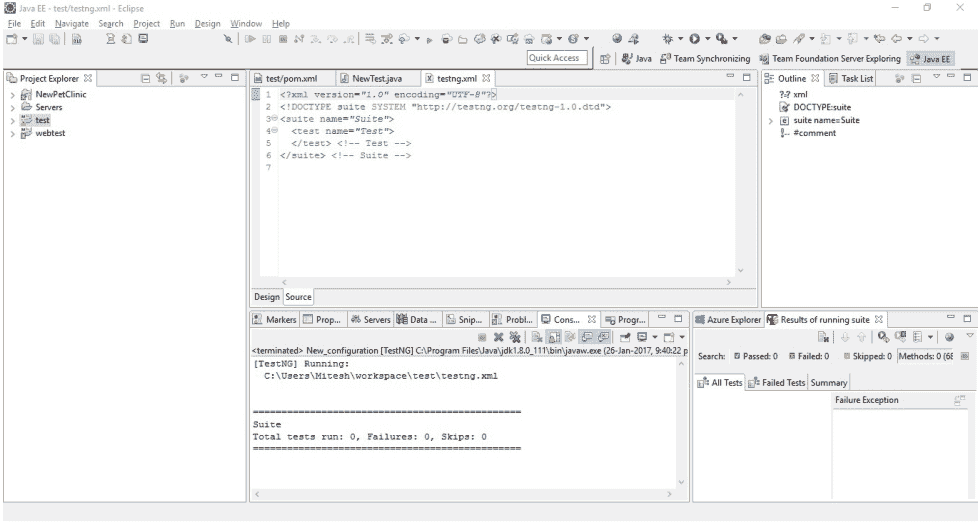 Java EE - test/testng.xml - Eclipse
File Edit Navigate Search Project Run Design Window Help
Quick Access
Java
Team Synchronizing
Team Foundation Server Exploring
Java EE
Project Explorer
NewPetClinic
Servers
test
webtest
test/pom.xml
NewTest.java
testng.xml
1 <?xml version="1.0" encoding="UTF-8"?>
2 <!DOCTYPE suite SYSTEM "http://testng.org/testng-1.0.dtd">
3 <suite name="Suite">
4 <test name="Test">
5 </test> <!-- Test -->
6 </suite> <!-- Suite -->
7
Design Source
Outline
Task List
?-? xml
DOCTYPE:suite
suite name=Suite
#comment
Markers Prop... Servers Data ... Snip... Probl... Cons... Progr...
<terminated> New_configuration [TestNG] C:\Program Files\Java\jdk1.8.0_111\bin\javaw.exe (26-Jan-2017, 9:40:22 p
[TestNG] Running:
C:\Users\Mitesh\workspace\test\testng.xml
===============================================
Suite
Total tests run: 0, Failures: 0, Skips: 0
===============================================
Azure Explorer
Results of running suite
Search: Passed: 0 Failed: 0 Skipped: 0 Methods: 0 (6
All Tests Failed Tests Summary
Failure Exception